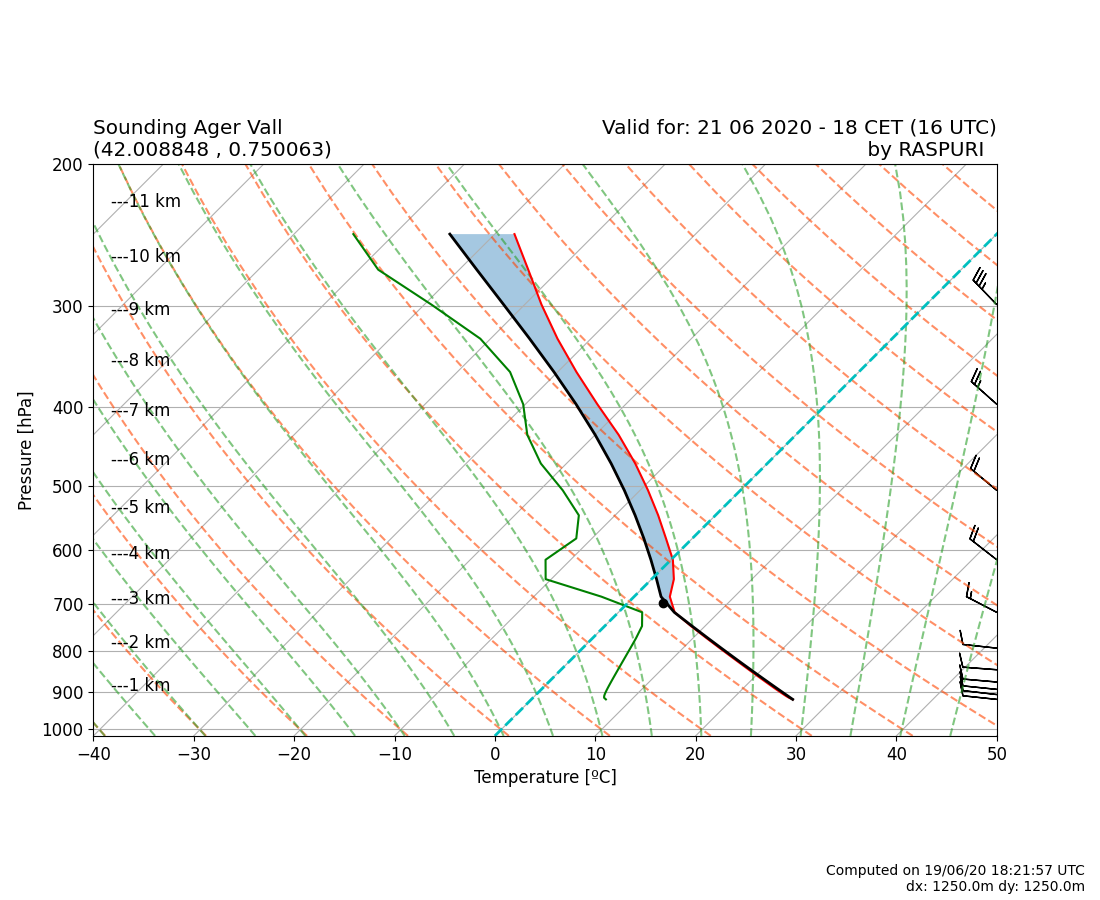 Sounding Ager Vall
(42.008848 , 0.750063)
Valid for: 21 06 2020 - 18 CET (16 UTC)
by RASPURI
200
300
400
500
600
700
800
900
1000
Pressure [hPa]
---11 km
---10 km
---9 km
---8 km
---7 km
---6 km
---5 km
---4 km
---3 km
---2 km
---1 km
−40 −30 −20 −10 0 10 20 30 40 50
Temperature [ºC]
Computed on 19/06/20 18:21:57 UTC
dx: 1250.0m dy: 1250.0m